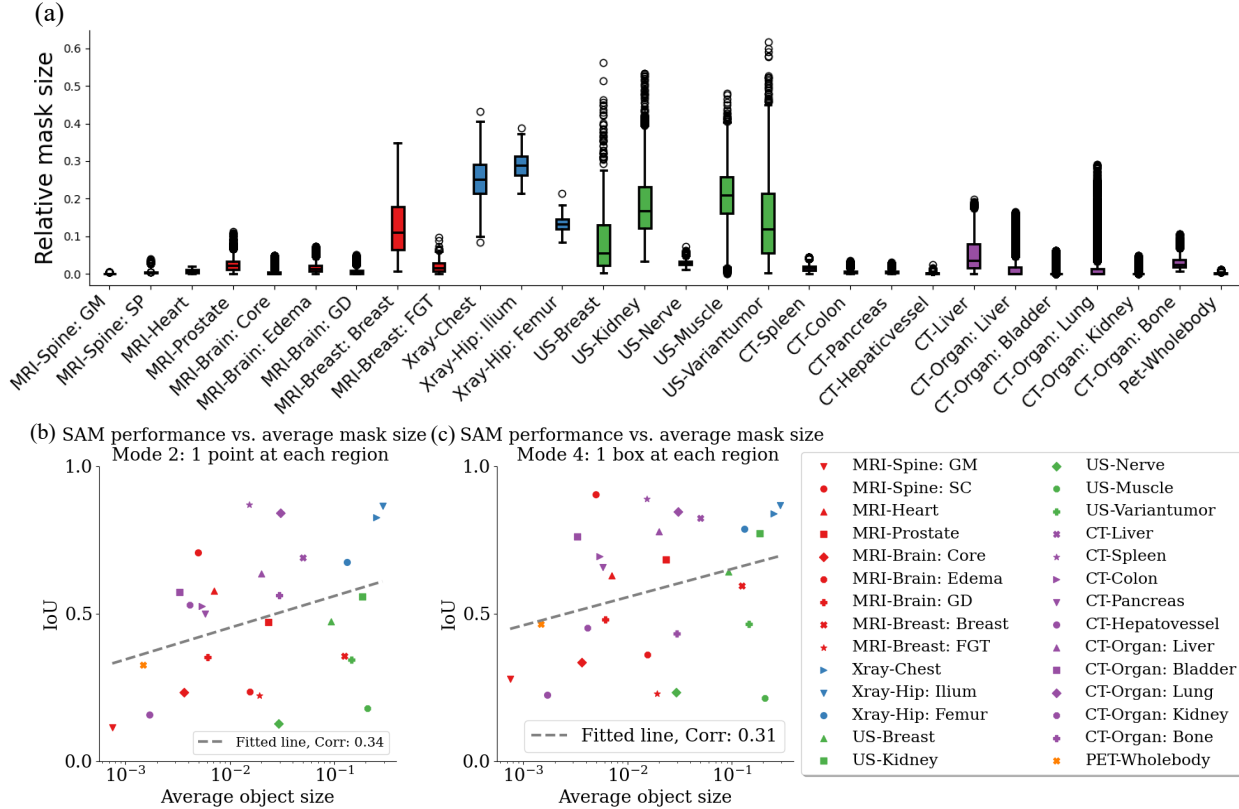 (a)
Relative mask size
0.6
0.5
0.4
0.3
0.2
0.1
0.0
MRI-Spine: GM
MRI-Spine: SP
MRI-Heart
MRI-Prostate
MRI-Brain: Core
MRI-Brain: Edema
MRI-Brain: GD
MRI-Breast: Breast
MRI-Breast: FGT
Xray-Chest
Xray-Hip: Ilium
Xray-Hip: Femur
US-Breast
US-Kidney
US-Nerve
US-Muscle
US-Variantumor
CT-Spleen
CT-Colon
CT-Pancreas
CT-HepaticVessel
CT-Liver
CT-Organ: Liver
CT-Organ: Bladder
CT-Organ: Lung
CT-Organ: Kidney
CT-Organ: Bone
Pet-Wholebody
(b) SAM performance vs. average mask size
Mode 2: 1 point at each region
IoU
1.0
0.5
0.0
10⁻³ 10⁻² 10⁻¹
Average object size
Fitted line, Corr: 0.34
(c) SAM performance vs. average mask size
Mode 4: 1 box at each region
IoU
1.0
0.5
0.0
10⁻³ 10⁻² 10⁻¹
Average object size
Fitted line, Corr: 0.31
MRI-Spine: GM
MRI-Spine: SC
MRI-Heart
MRI-Prostate
MRI-Brain: Core
MRI-Brain: Edema
MRI-Brain: GD
MRI-Breast: Breast
MRI-Breast: FGT
Xray-Chest
Xray-Hip: Ilium
Xray-Hip: Femur
US-Breast
US-Kidney
US-Nerve
US-Muscle
US-Variantumor
CT-Liver
CT-Spleen
CT-Colon
CT-Pancreas
CT-Hepatovessel
CT-Organ: Liver
CT-Organ: Bladder
CT-Organ: Lung
CT-Organ: Kidney
CT-Organ: Bone
PET-Wholebody